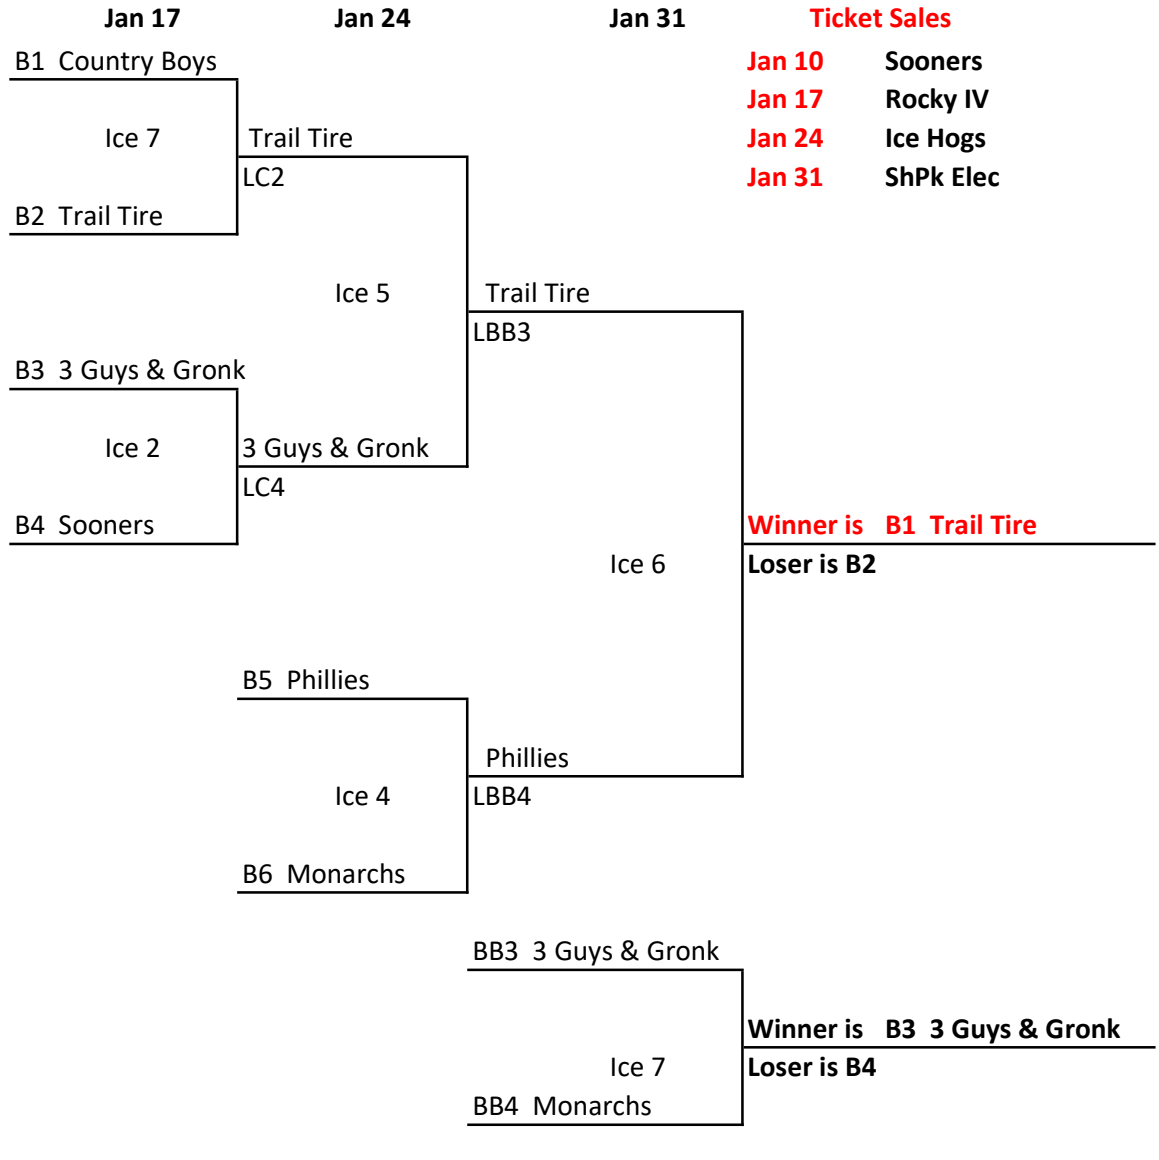 Jan 17 Jan 24 Jan 31 Ticket Sales
B1 Country Boys Jan 10 Sooners
Jan 17 Rocky IV
Ice 7 Trail Tire Jan 24 Ice Hogs
LC2 Jan 31 ShPk Elec
B2 Trail Tire
Ice 5 Trail Tire
LBB3
B3 3 Guys & Gronk
Ice 2 3 Guys & Gronk
LC4
B4 Sooners Winner is B1 Trail Tire
Ice 6 Loser is B2
B5 Phillies
Phillies
Ice 4 LBB4
B6 Monarchs
BB3 3 Guys & Gronk
Winner is B3 3 Guys & Gronk
Ice 7 Loser is B4
BB4 Monarchs